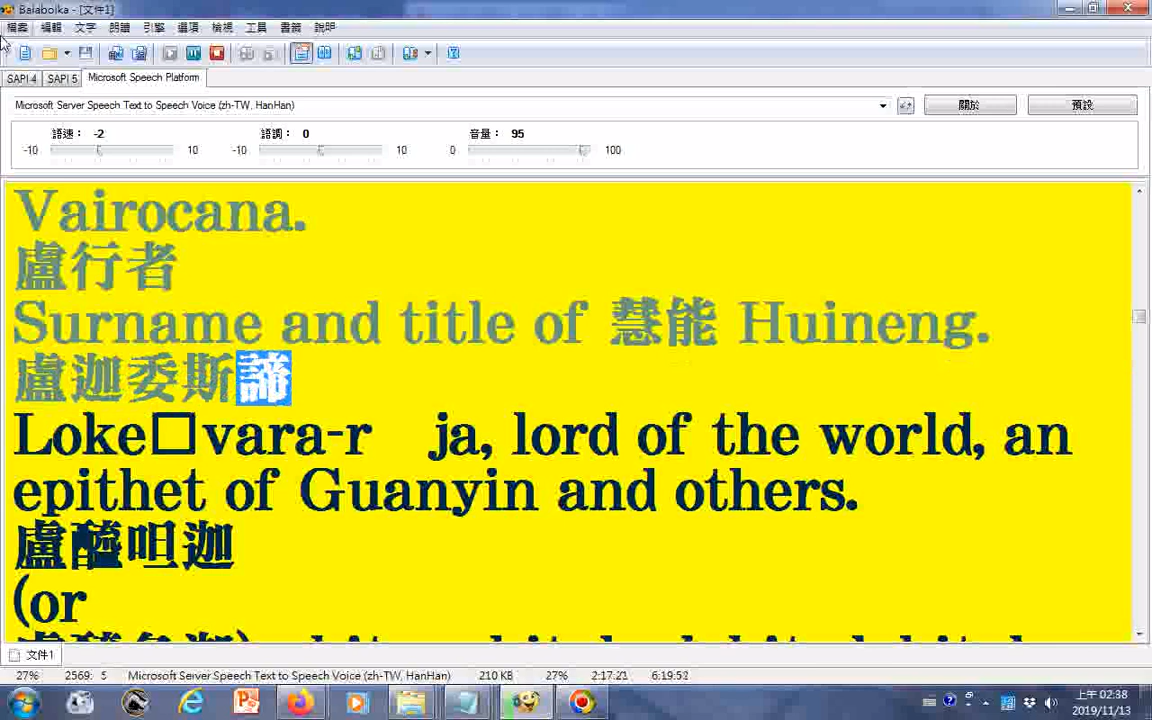 Balabolka - [文件1]
檔案 編輯 文字 朗讀 引擎 選項 檢視 工具 書籤 說明
SAPI 4 SAPI 5 Microsoft Speech Platform
Microsoft Server Speech Text to Speech Voice (zh-TW, HanHan) 關於 預設
語速: -2 語調: 0 音量: 95
-10 10 -10 10 0 100
Vairocana.
盧行者
Surname and title of 慧能 Huineng.
盧迦委斯諦
Loke□vara-r ja, lord of the world, an
epithet of Guanyin and others.
盧醯呾迦
(or
文件1
27% 2569: 5 Microsoft Server Speech Text to Speech Voice (zh-TW, HanHan) 210 KB 27% 2:17:21 6:19:52
上午 02:38
2019/11/13